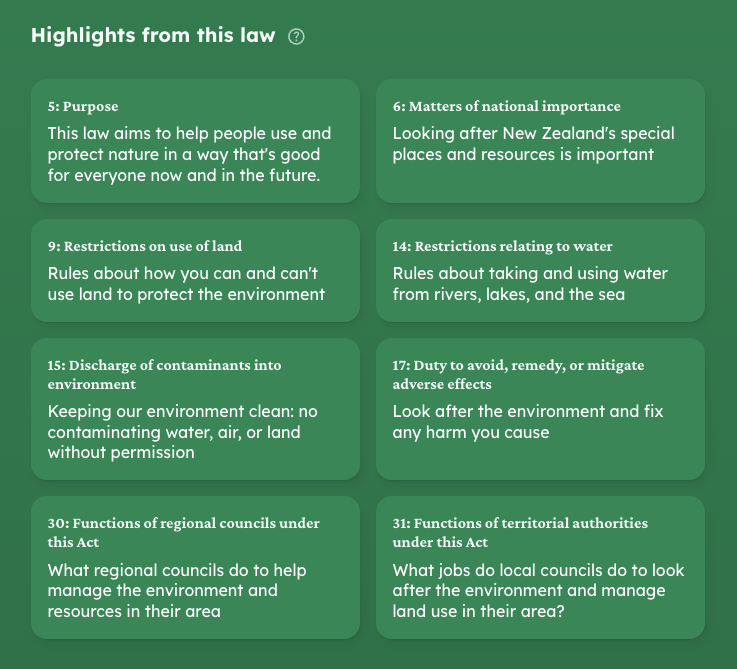 Highlights from this law ?
5: Purpose
This law aims to help people use and
protect nature in a way that's good
for everyone now and in the future.
6: Matters of national importance
Looking after New Zealand's special
places and resources is important
9: Restrictions on use of land
Rules about how you can and can't
use land to protect the environment
14: Restrictions relating to water
Rules about taking and using water
from rivers, lakes, and the sea
15: Discharge of contaminants into
environment
Keeping our environment clean: no
contaminating water, air, or land
without permission
17: Duty to avoid, remedy, or mitigate
adverse effects
Look after the environment and fix
any harm you cause
30: Functions of regional councils under
this Act
What regional councils do to help
manage the environment and
resources in their area
31: Functions of territorial authorities
under this Act
What jobs do local councils do to look
after the environment and manage
land use in their area?